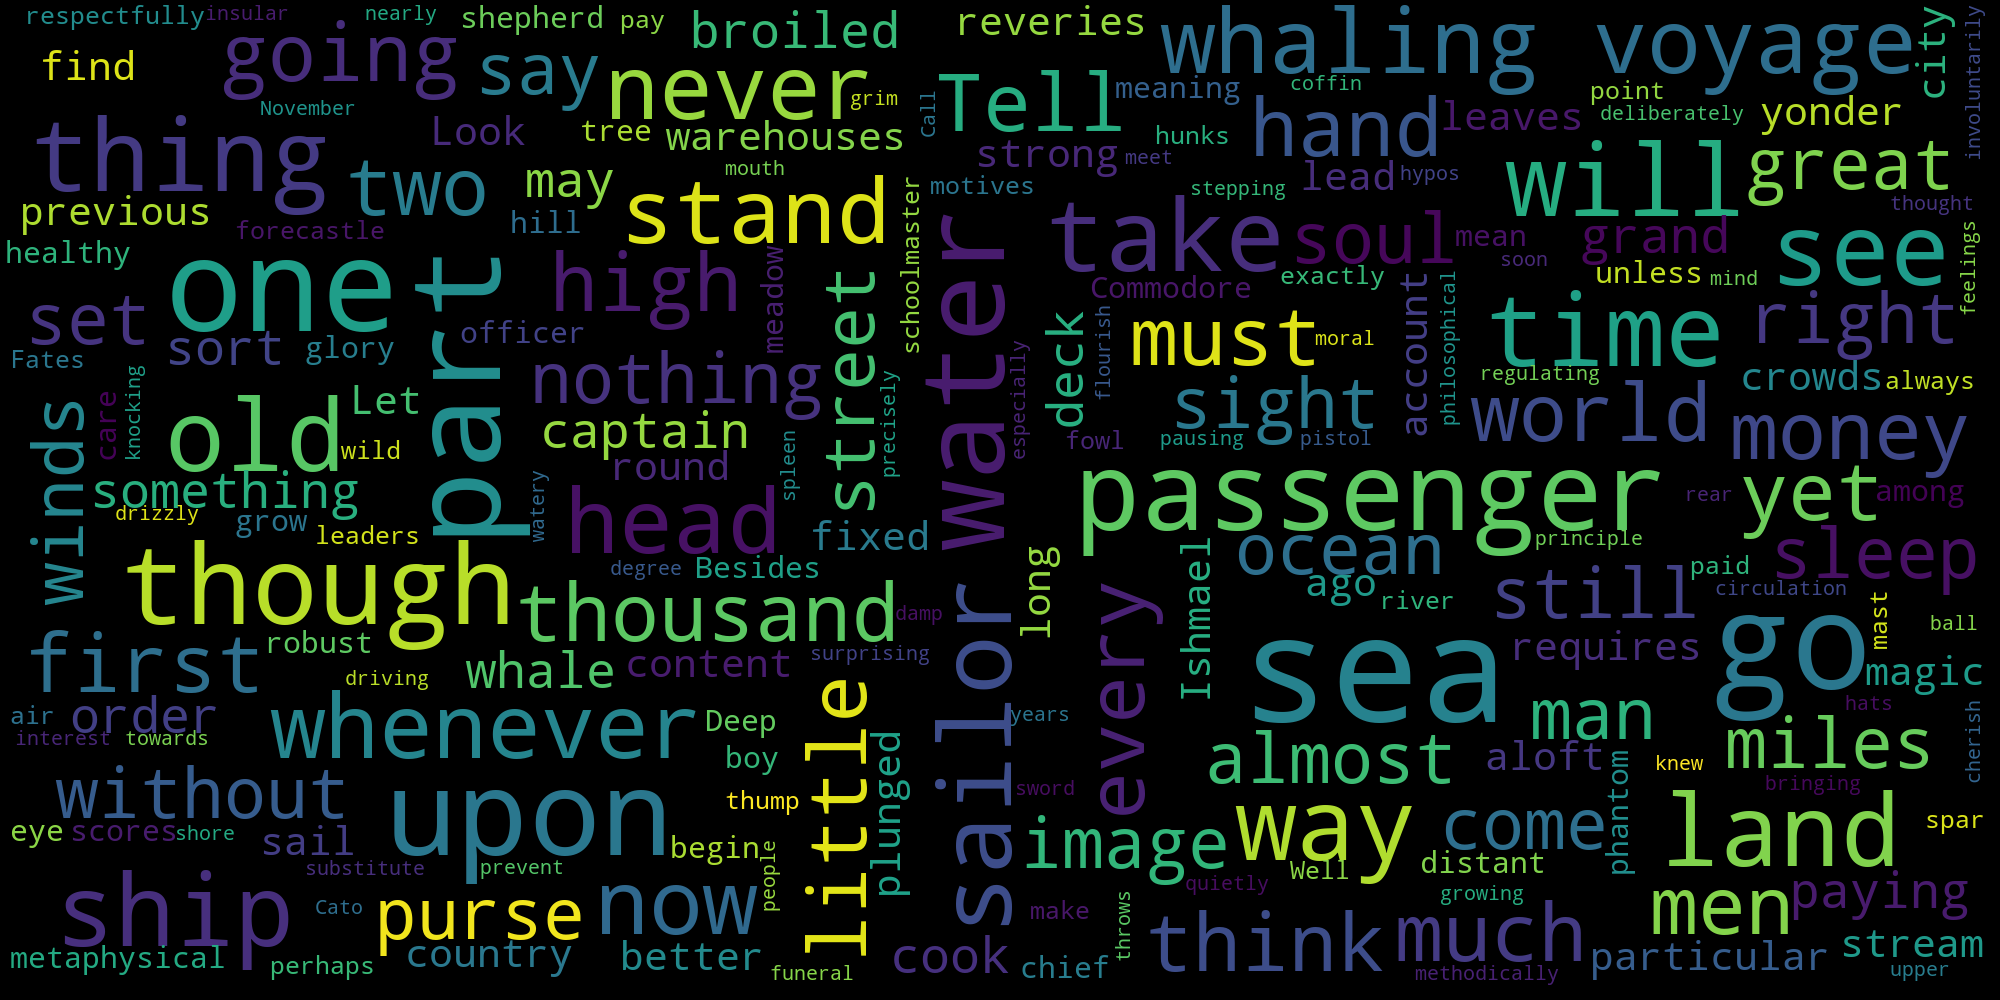 respectfully insular nearly shepherd pay broiled reveries whaling voyage city
find going say never grim Call Tell meaning coffin point involuntarily
November thing Look tree warehouses hunks hand leaves deliberately yonder
two may mouth strong meet will great
previous hill stand schoolmaster motives stepping lead hypos thought
healthy forecastle one part high meadow street water take soul mean grand see feelings
set sort glory officer Commodore exactly account soon unless mind
Fates knocking care nothing precisely especially deck flourish must moral philosophical time right
winds old Let wild captain spleen sight regulating world crowds always
something round fowl pausing pistol money
drizzly grow leaders watery head fixed passenger rear yet among
though degree Besides long Ishmael ocean principle sleep
thousand damp ago river still paid circulation
first robust whale content surprising sailor every sea requires go mast ball
driving magic
air order whenever Deep little plunged years almost man miles hats cherish
interest towards boy aloft phantom knew
without upon thump sword way come bringing land spar
eye scores shore sail begin people image Well distant
substitute prevent quietly growing
ship Cato purse now make throws think much men paying
metaphysical perhaps country better funeral cook chief methodically particular stream upper